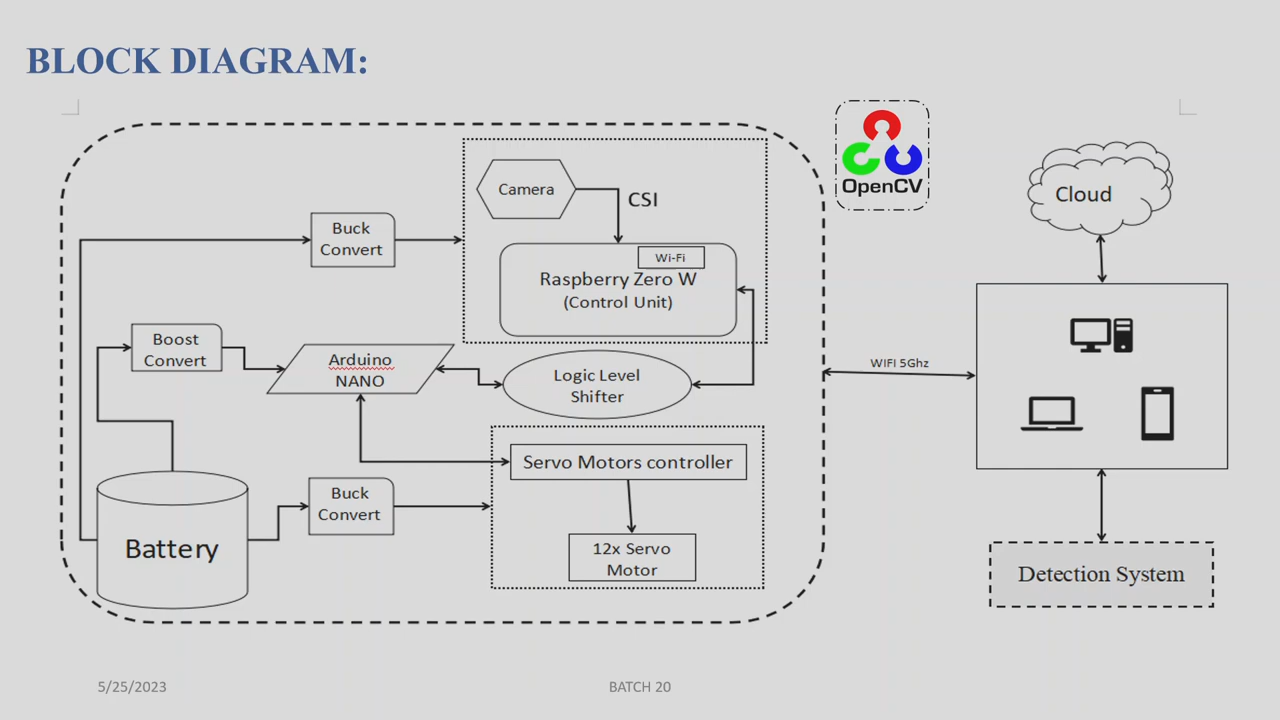 BLOCK DIAGRAM:
Camera
CSI
OpenCV
Cloud
Buck
Convert
Wi-Fi
Raspberry Zero W
(Control Unit)
Boost
Convert
Arduino
NANO
Logic Level
Shifter
WIFI 5Ghz
Servo Motors controller
Buck
Convert
Battery
12x Servo
Motor
Detection System
5/25/2023
BATCH 20